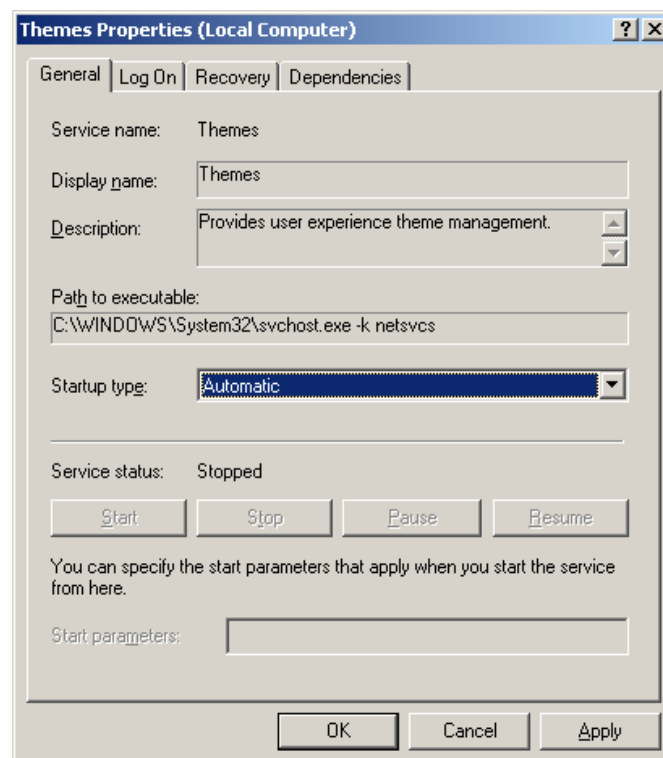 Themes Properties (Local Computer)
General Log On Recovery Dependencies
Service name: Themes
Display name: Themes
Description: Provides user experience theme management.
Path to executable:
C:\WINDOWS\System32\svchost.exe -k netsvcs
Startup type: Automatic
Service status: Stopped
Start Stop Pause Resume
You can specify the start parameters that apply when you start the service
from here.
Start parameters:
OK Cancel Apply